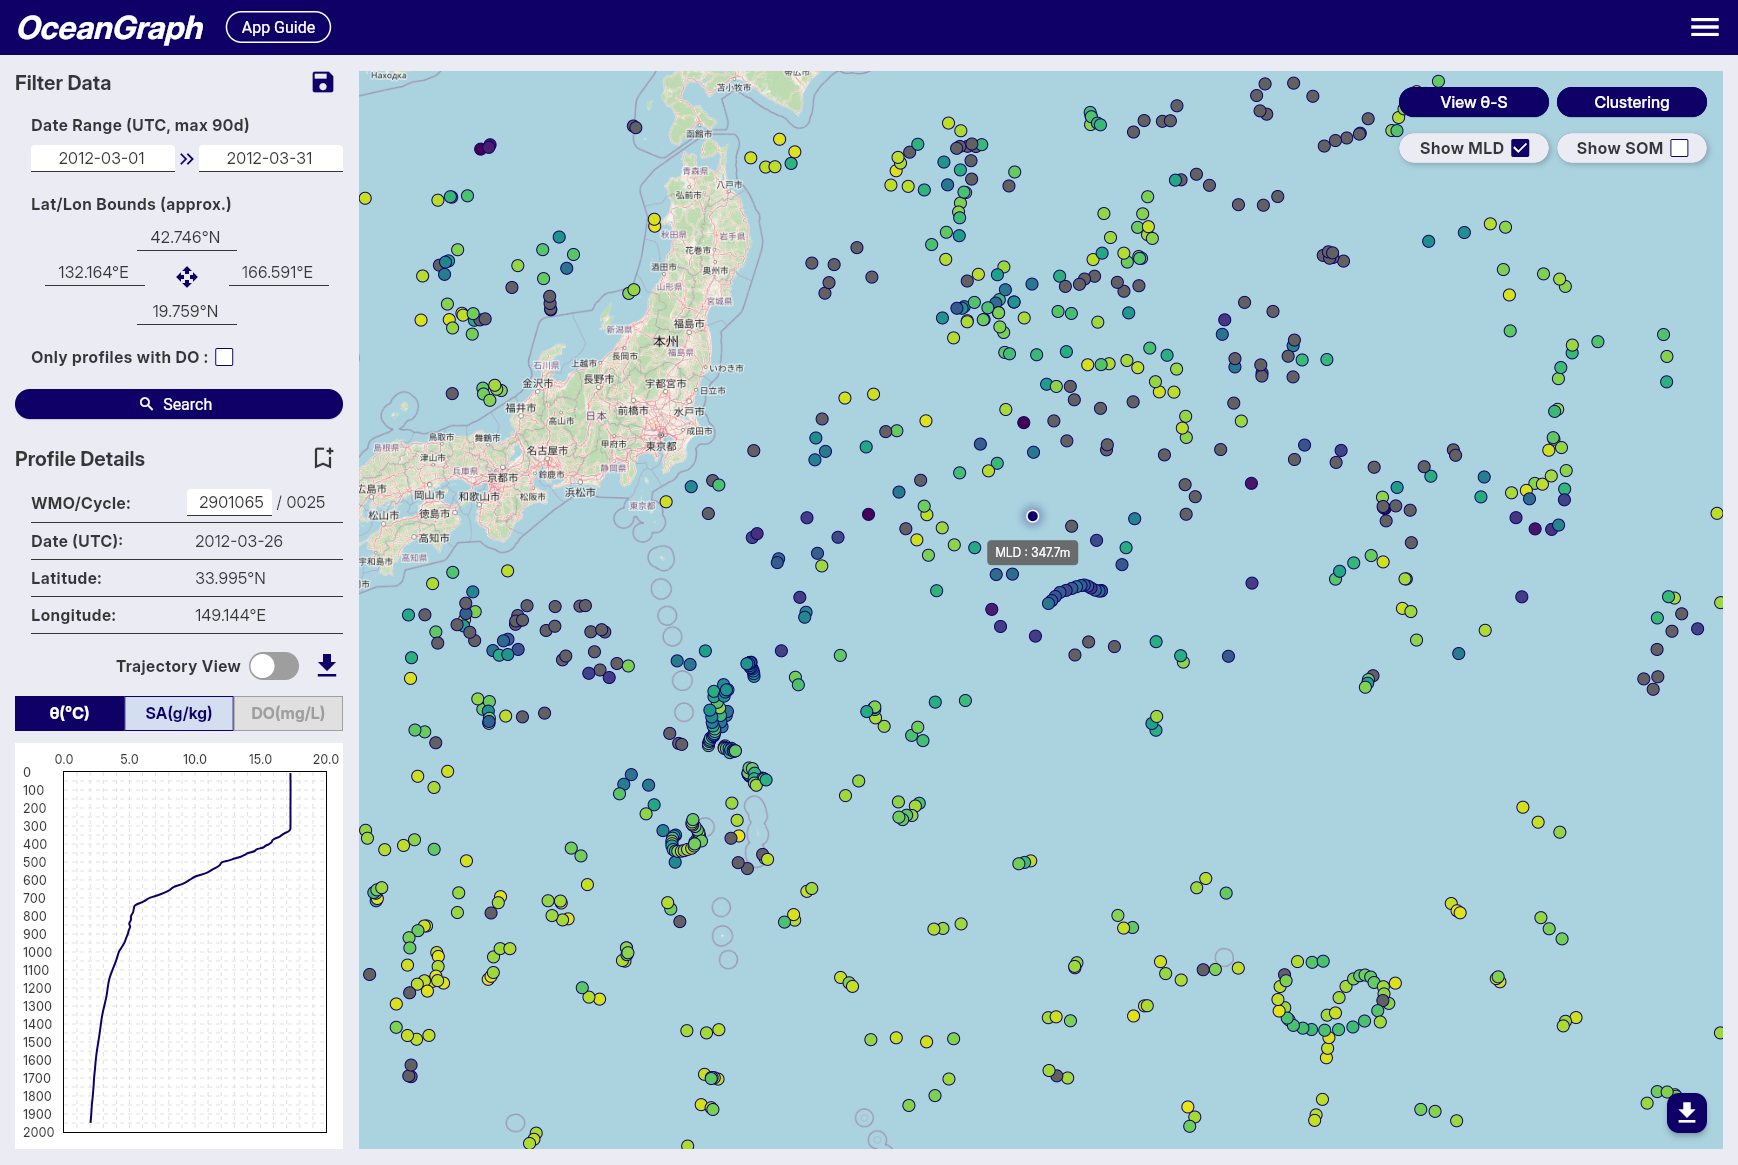 OceanGraph
App Guide
Filter Data
Date Range (UTC, max 90d)
2012-03-01
2012-03-31
Lat/Lon Bounds (approx.)
42.746°N
132.164°E
166.591°E
19.759°N
Only profiles with DO :
Search
Profile Details
WMO/Cycle:
2901065 / 0025
Date (UTC):
2012-03-26
Latitude:
33.995°N
Longitude:
149.144°E
Trajectory View
θ(°C)
SA(g/kg)
DO(mg/L)
0.0 5.0 10.0 15.0 20.0
0
100
200
300
400
500
600
700
800
900
1000
1100
1200
1300
1400
1500
1600
1700
1800
1900
2000
View θ-S
Clustering
Show MLD
Show SOM
Находка
帯広市
苫小牧市
函館市
青森県
八戸市
弘前市
秋田県
岩手県
花巻市
酒田市
奥州市
山形県
宮城県
新潟県
福島市
本州
長岡市
福島県
石川県
上越市
いわき市
金沢市
長野市
宇都宮市
日立市
福井市
日本
前橋市
水戸市
高山市
鳥取市
舞鶴市
甲府市
成田市
島根県
名古屋市
東京都
津山市
兵庫県
京都市
鈴鹿市
静岡県
広島市
岡山市
和歌山市
松阪市
浜松市
東京都
松山市
徳島市
高知市
宇和島市
高知県
MLD : 347.7m